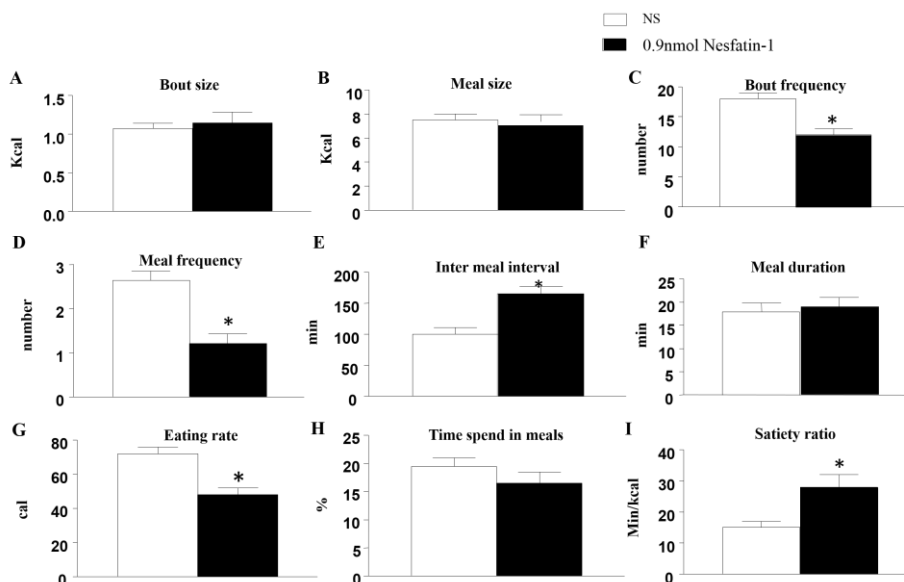 NS
0.9nmol Nesfatin-1
A
Bout size
1.5
1.0
0.5
0.0
Kcal
B
Meal size
10
8
6
4
2
0
Kcal
C
Bout frequency
20
15
10
5
0
number
*
D
Meal frequency
3
2
1
0
number
*
E
Inter meal interval
200
150
100
50
0
min
*
F
Meal duration
25
20
15
10
5
0
min
G
Eating rate
80
60
40
20
0
cal
*
H
Time spend in meals
25
20
15
10
5
0
%
I
Satiety ratio
40
30
20
10
0
Min/kcal
*